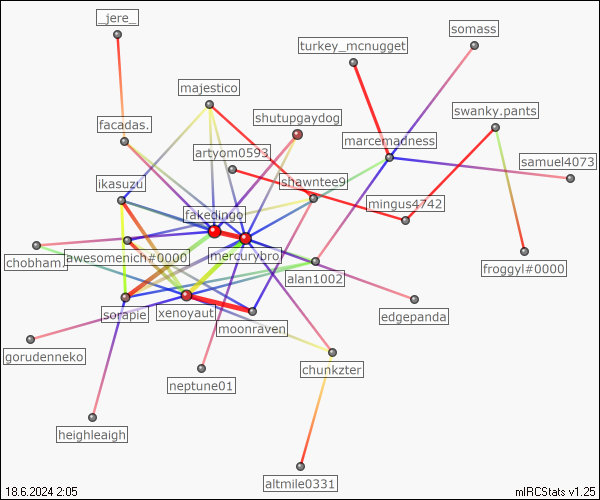 _jere_
somass
turkey_mcnugget
majestico
swanky.pants
shutupgaydog
facadas.
marcemadness
artyom0593
samuel4073
ikasuzu
shawntee9
mingus4742
fakedingo
chobham.
awesomenich#0000
mercurybro.
froggyl#0000
alan1002
sorapie
xenoyaut
edgepanda
moonraven
gorudenneko
chunkzter
neptune01
heighleaigh
altmile0331
18.6.2024 2:05
mIRCStats v1.25